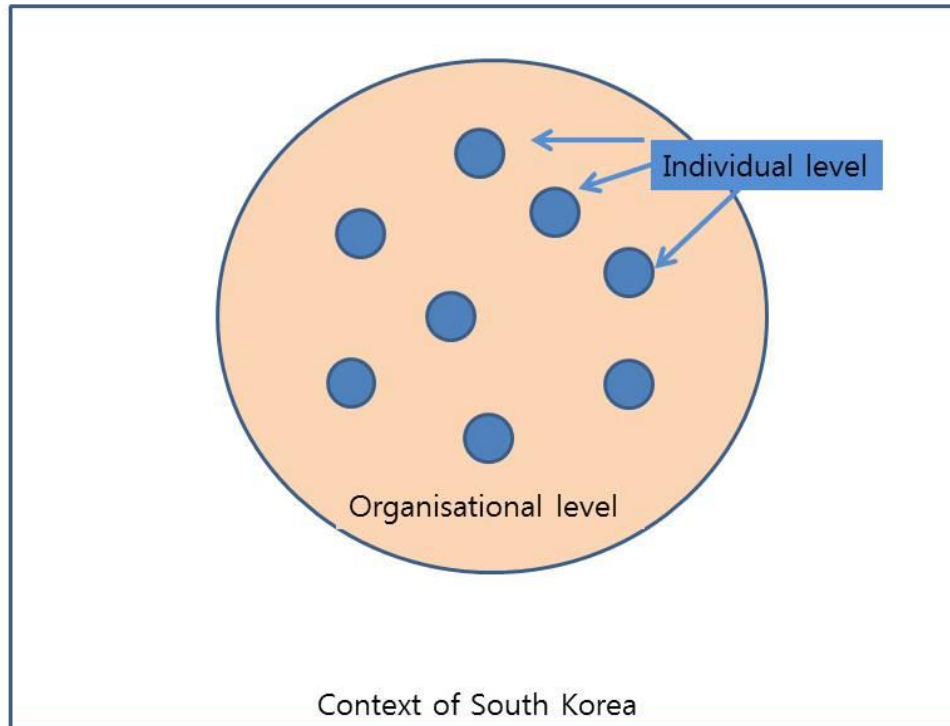 Individual level
Organisational level
Context of South Korea